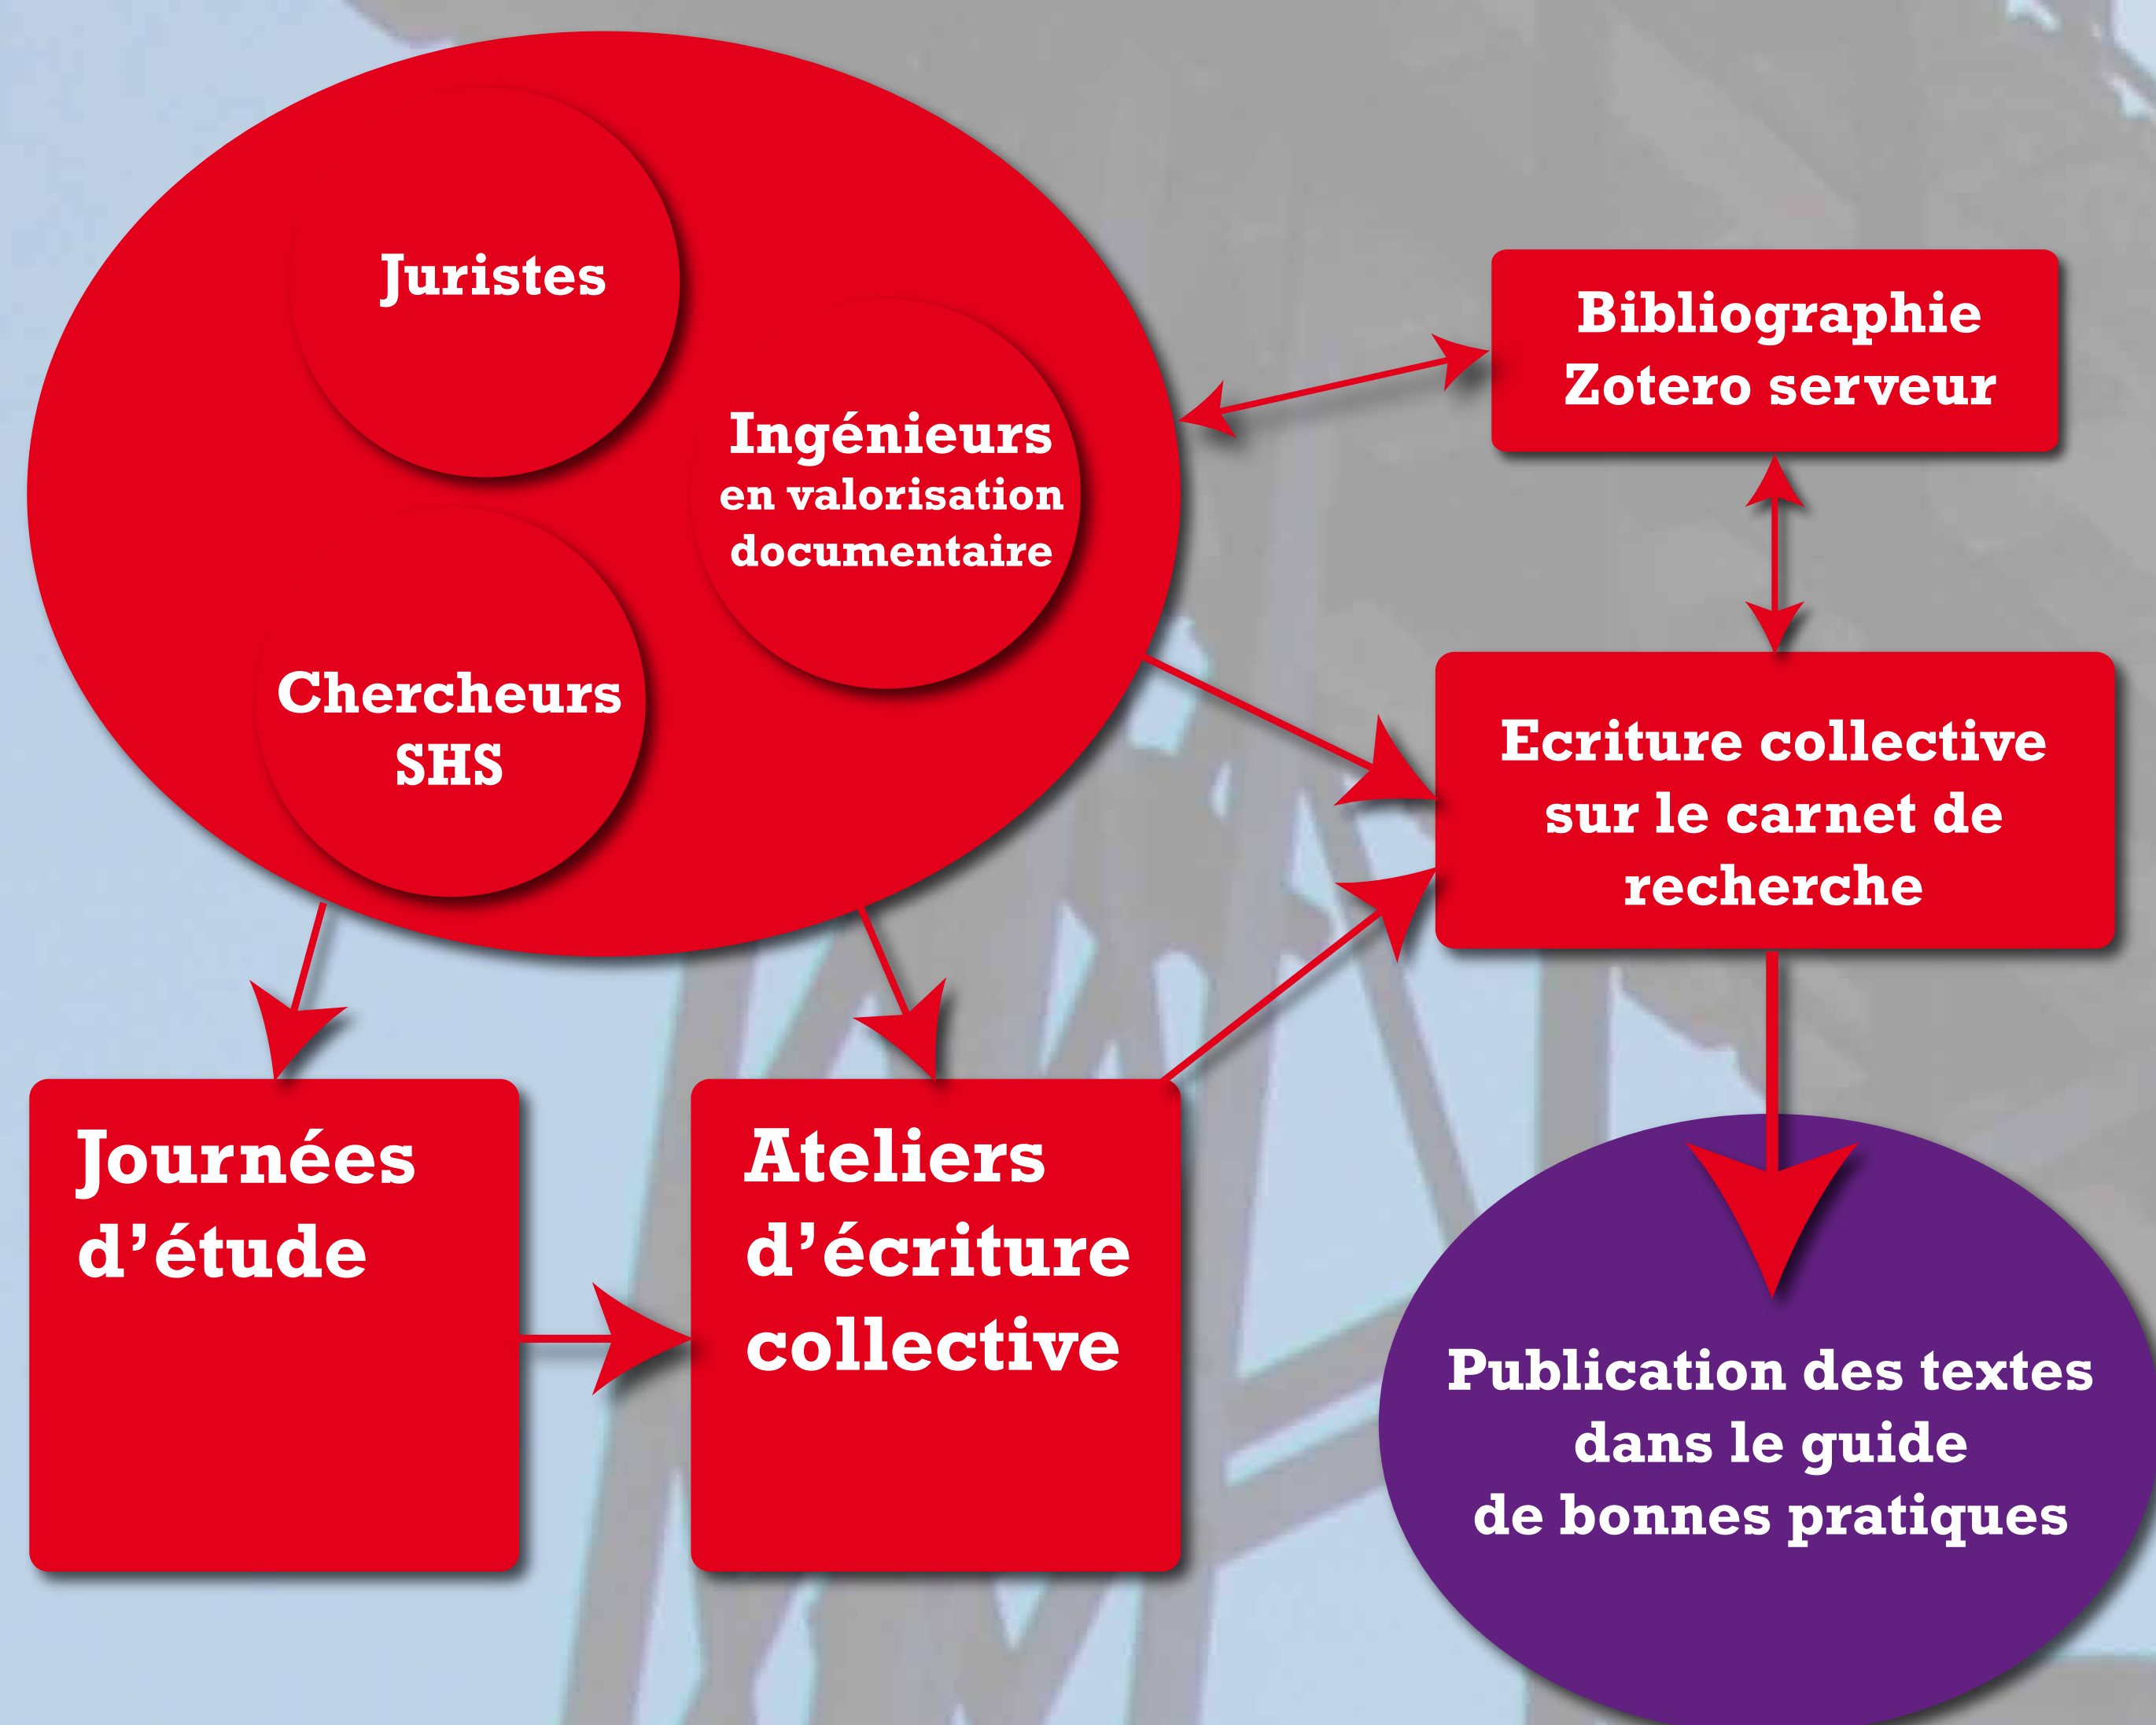 Juristes
Ingénieurs
en valorisation
documentaire
Chercheurs
SHS
Bibliographie
Zotero serveur
Ecriture collective
sur le carnet de
recherche
Journées
d’étude
Ateliers
d’écriture
collective
Publication des textes
dans le guide
de bonnes pratiques